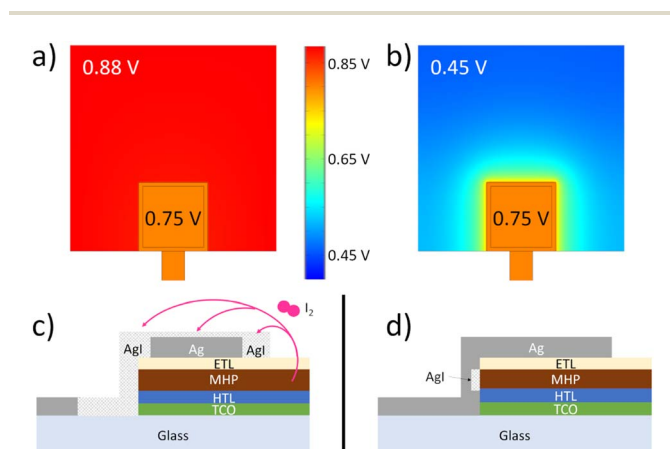 a)
0.88 V
0.75 V
0.85 V
0.65 V
0.45 V
b)
0.45 V
0.75 V
c)
I2
AgI
Ag
AgI
ETL
MHP
HTL
TCO
Glass
d)
Ag
ETL
AgI
MHP
HTL
TCO
Glass